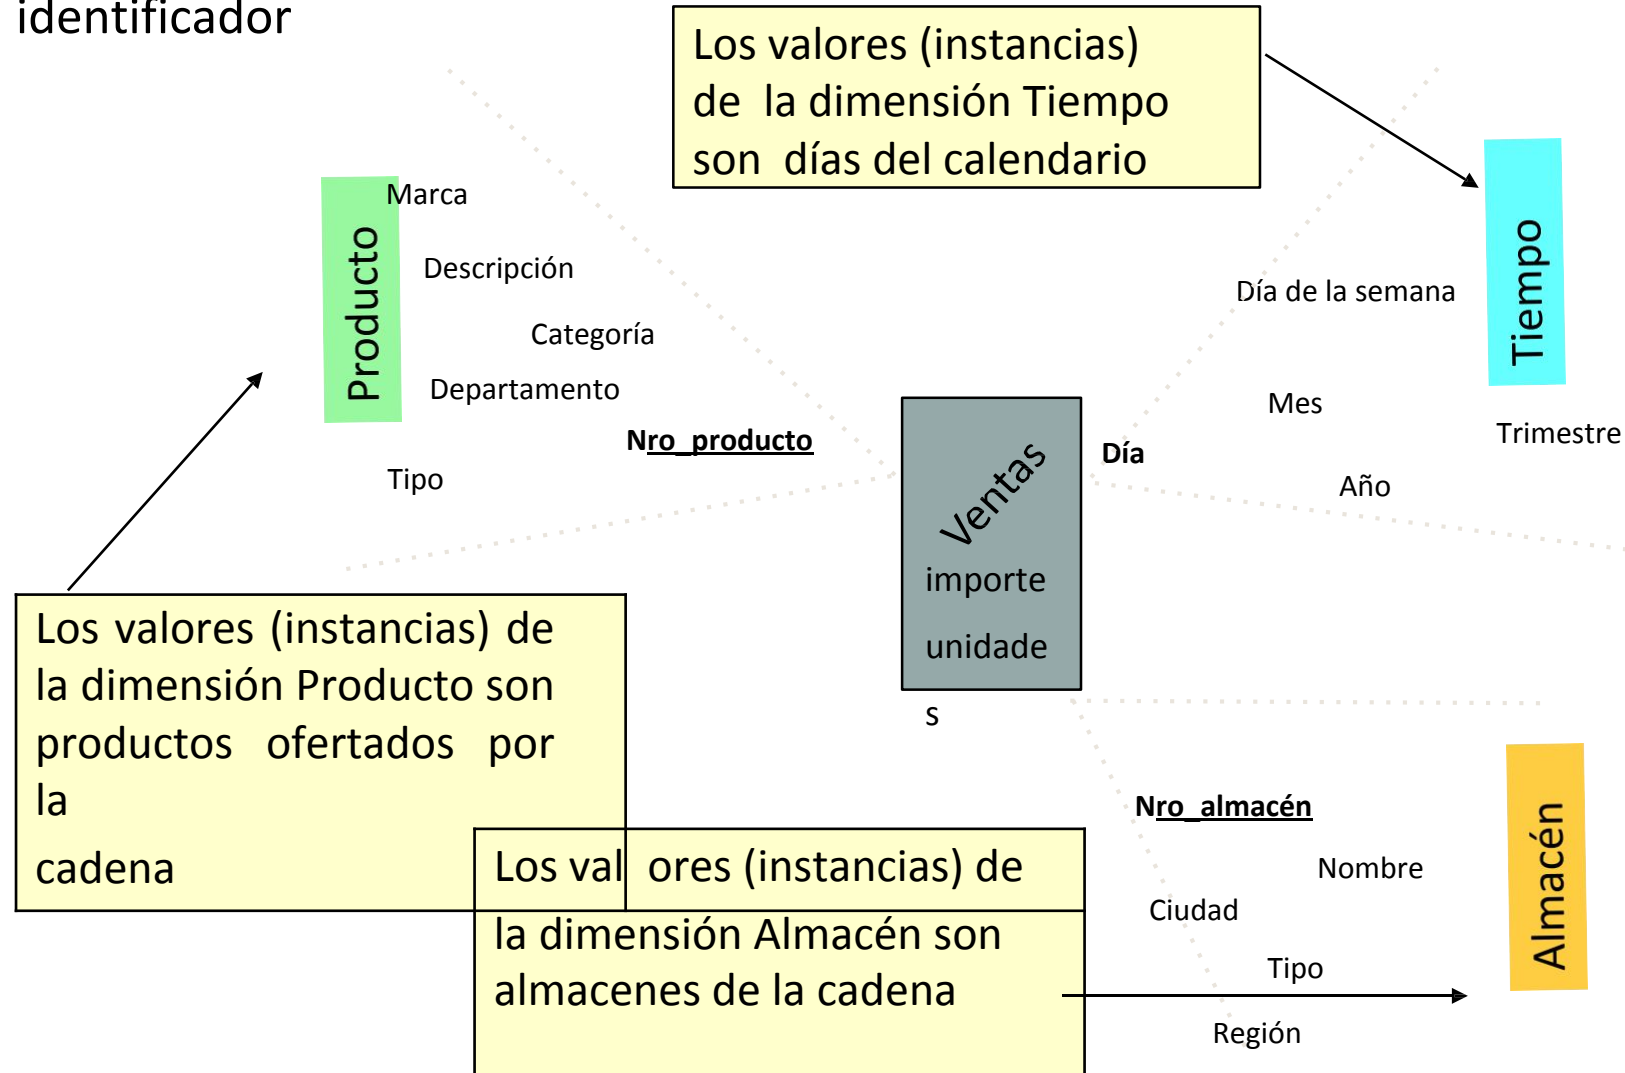 identificador
Los valores (instancias)
de la dimensión Tiempo
son días del calendario
Producto
Marca
Descripción
Categoría
Departamento
Nro_producto
Tipo
Tiempo
Día de la semana
Mes
Trimestre
Día
Año
Ventas
importe
unidade
s
Los valores (instancias) de
la dimensión Producto son
productos ofertados por
la
cadena
Los val ores (instancias) de
la dimensión Almacén son
almacenes de la cadena
Nro_almacén
Nombre
Ciudad
Tipo
Región
Almacén